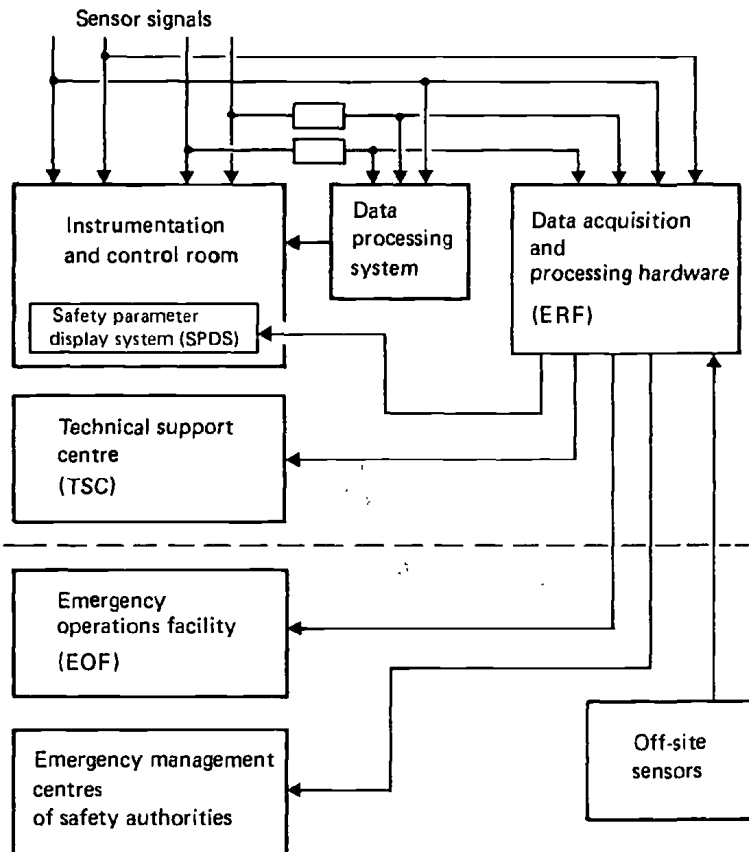 Sensor signals
Instrumentation
and control room
Safety parameter
display system (SPDS)
Data
processing
system
Data acquisition
and
processing hardware
(ERF)
Technical support
centre
(TSC)
Emergency
operations facility
(EOF)
Emergency management
centres
of safety authorities
Off-site
sensors